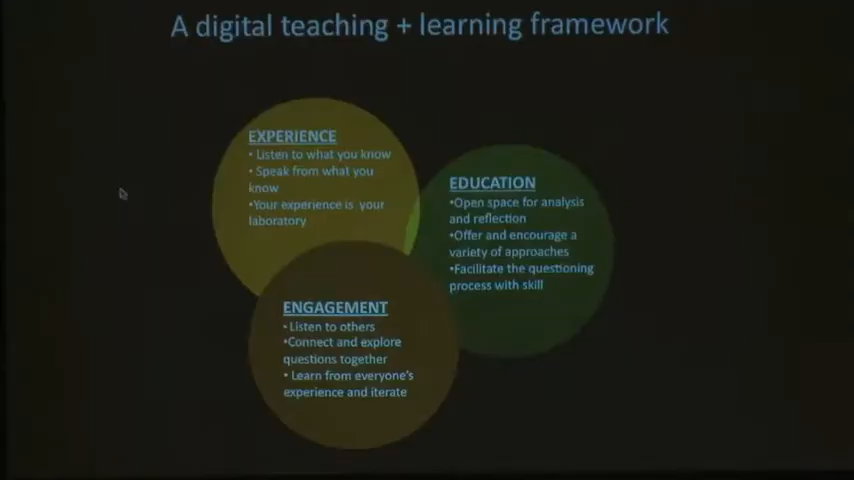 A digital teaching + learning framework
EXPERIENCE
• Listen to what you know
• Speak from what you
know
•Your experience is your
laboratory
EDUCATION
•Open space for analysis
and reflection
•Offer and encourage a
variety of approaches
•Facilitate the questioning
process with skill
ENGAGEMENT
• Listen to others
•Connect and explore
questions together
• Learn from everyone's
experience and iterate